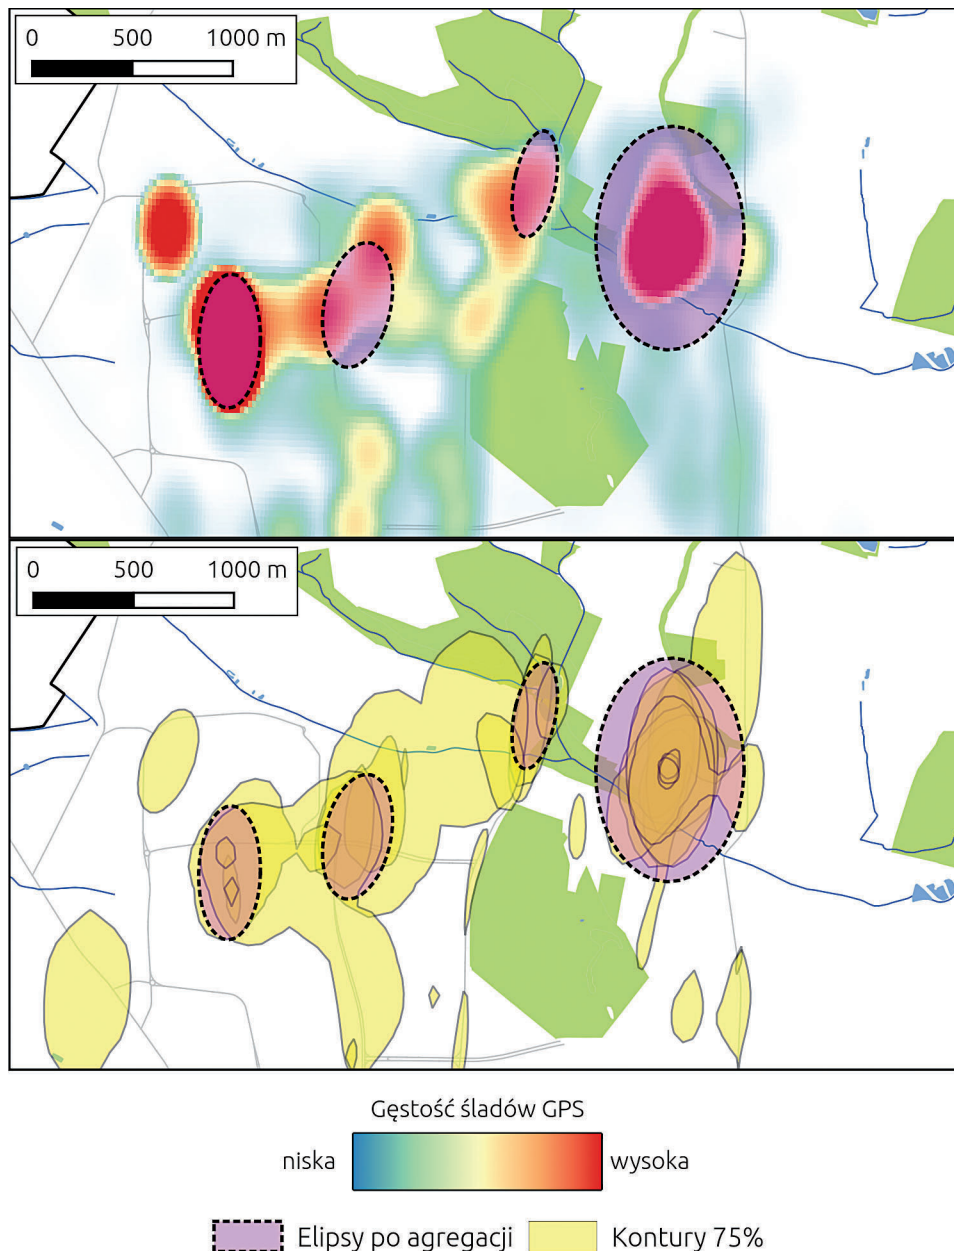 0 500 1000 m
0 500 1000 m
Gęstość śladów GPS
niska wysoka
Elipsy po agregacji Kontury 75%